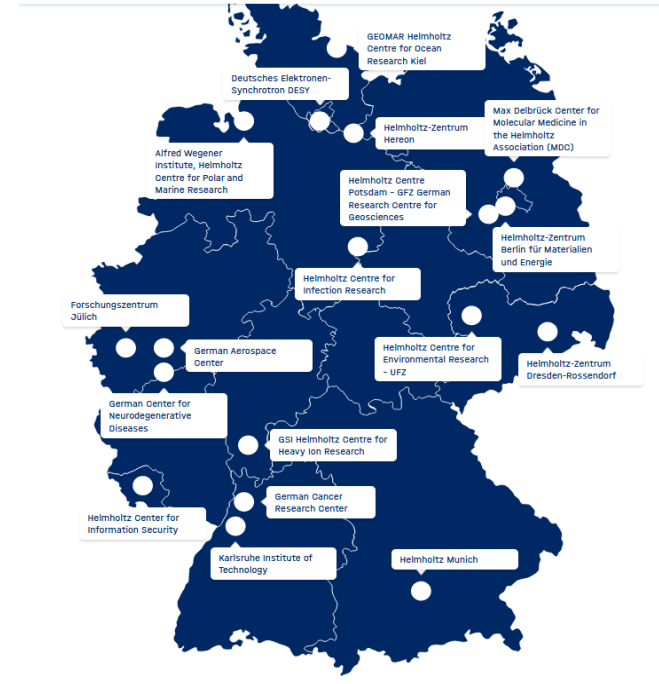 GEOMAR Helmholtz
Centre for Ocean
Research Kiel
Deutsches Elektronen-
Synchrotron DESY
Max Delbrück Center for
Molecular Medicine in
the Helmholtz
Association (MDC)
Helmholtz-Zentrum
Hereon
Alfred Wegener
Institute, Helmholtz
Centre for Polar and
Marine Research
Helmholtz Centre
Potsdam - GFZ German
Research Centre for
Geosciences
Helmholtz-Zentrum
Berlin für Materialien
und Energie
Helmholtz Centre for
Infection Research
Forschungszentrum
Jülich
German Aerospace
Center
Helmholtz Centre for
Environmental Research
- UFZ
Helmholtz-Zentrum
Dresden-Rossendorf
German Center for
Neurodegenerative
Diseases
GSI Helmholtz Centre for
Heavy Ion Research
German Cancer
Research Center
Helmholtz Center for
Information Security
Karlsruhe Institute of
Technology
Helmholtz Munich